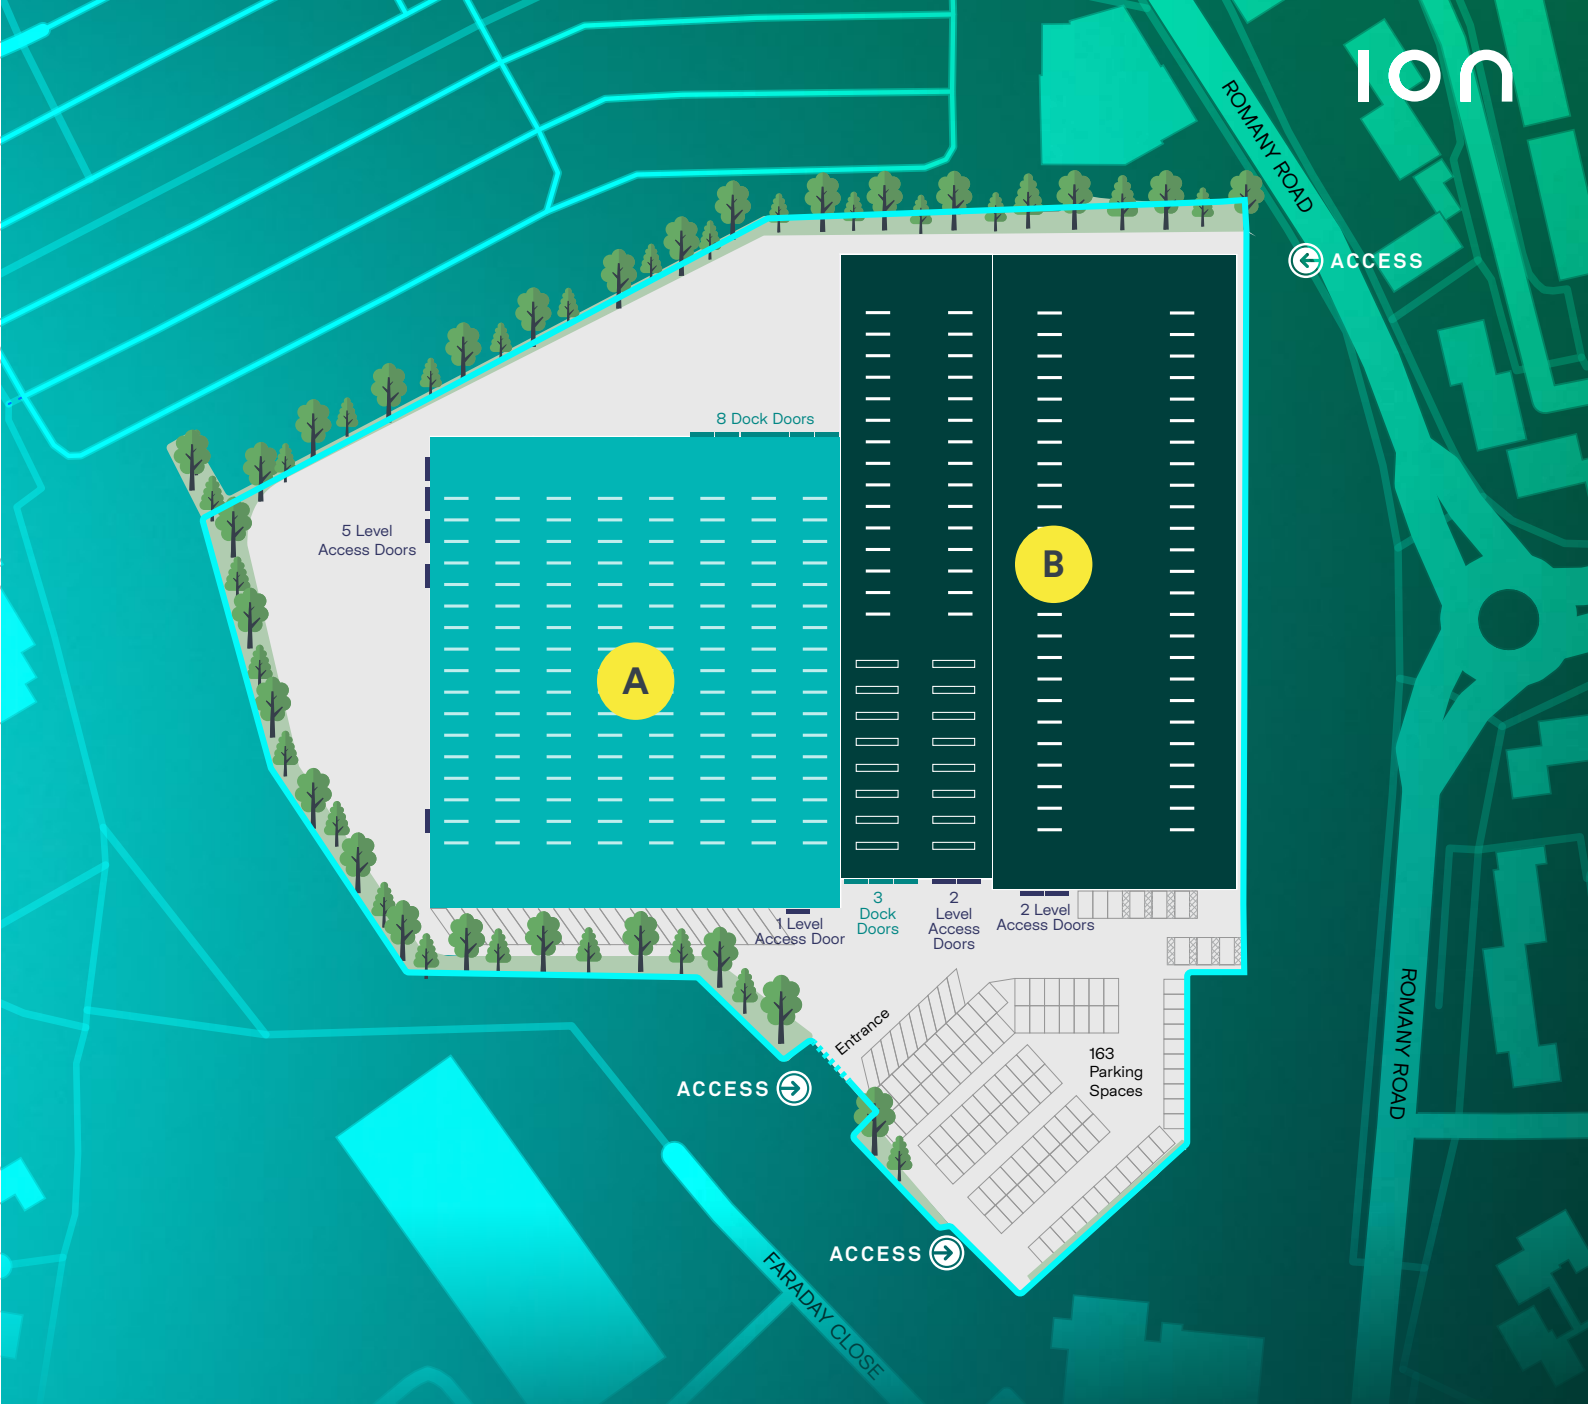 ION
ROMANY ROAD
ACCESS
8 Dock Doors
5 Level
Access Doors
A
B
1 Level
Access Door
3
Dock
Doors
2
Level
Access
Doors
2 Level
Access Doors
Entrance
163
Parking
Spaces
ROMANY ROAD
ACCESS
ACCESS
FARADAY CLOSE